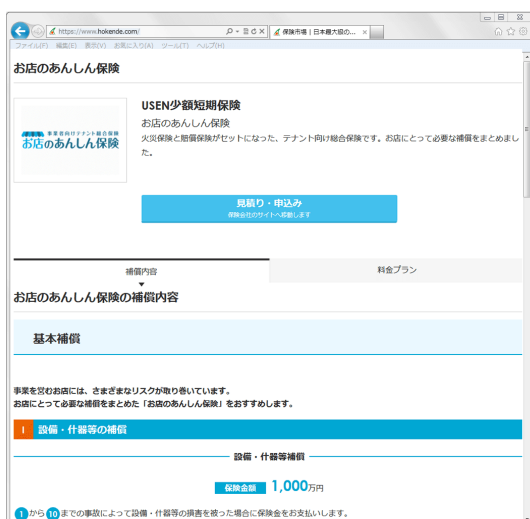 https://www.hokende.com/
保険市場 | 日本最大級の...
ファイル(F) 編集(E) 表示(V) お気に入り(A) ツール(T) ヘルプ(H)
お店のあんしん保険
USEN少額短期保険
お店のあんしん保険
火災保険と賠償保険がセットになった、テナント向け総合保険です。お店にとって必要な補償をまとめまし
た。
事業者向けテナント総合保険
お店のあんしん保険
見積り・申込み
保険会社のサイトへ移動します
補償内容
料金プラン
お店のあんしん保険の補償内容
基本補償
事業を営むお店には、さまざまなリスクが取り巻いています。
お店にとって必要な補償をまとめた「お店のあんしん保険」をおすすめします。
I 設備・什器等の補償
設備・什器等補償
保険金額 1,000万円
1から10までの事故によって設備・什器等の損害を被った場合に保険金をお支払いします。